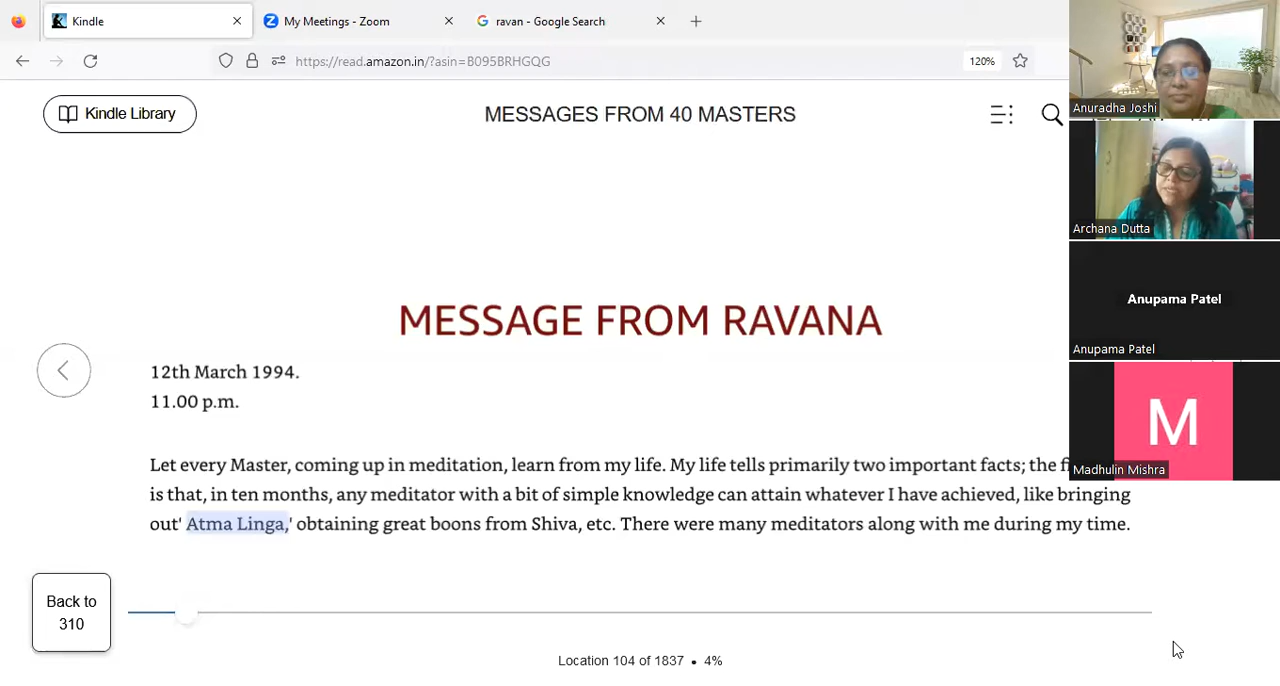 Kindle
My Meetings - Zoom
ravan - Google Search
https://read.amazon.in/?asin=B095BRHGQG
120%
Kindle Library
MESSAGES FROM 40 MASTERS
Anuradha Joshi
Archana Dutta
Anupama Patel
Anupama Patel
M
Madhulin Mishra
MESSAGE FROM RAVANA
12th March 1994.
11.00 p.m.
Let every Master, coming up in meditation, learn from my life. My life tells primarily two important facts; the
is that, in ten months, any meditator with a bit of simple knowledge can attain whatever I have achieved, like bringing
out' Atma Linga,' obtaining great boons from Shiva, etc. There were many meditators along with me during my time.
Back to
310
Location 104 of 1837 • 4%